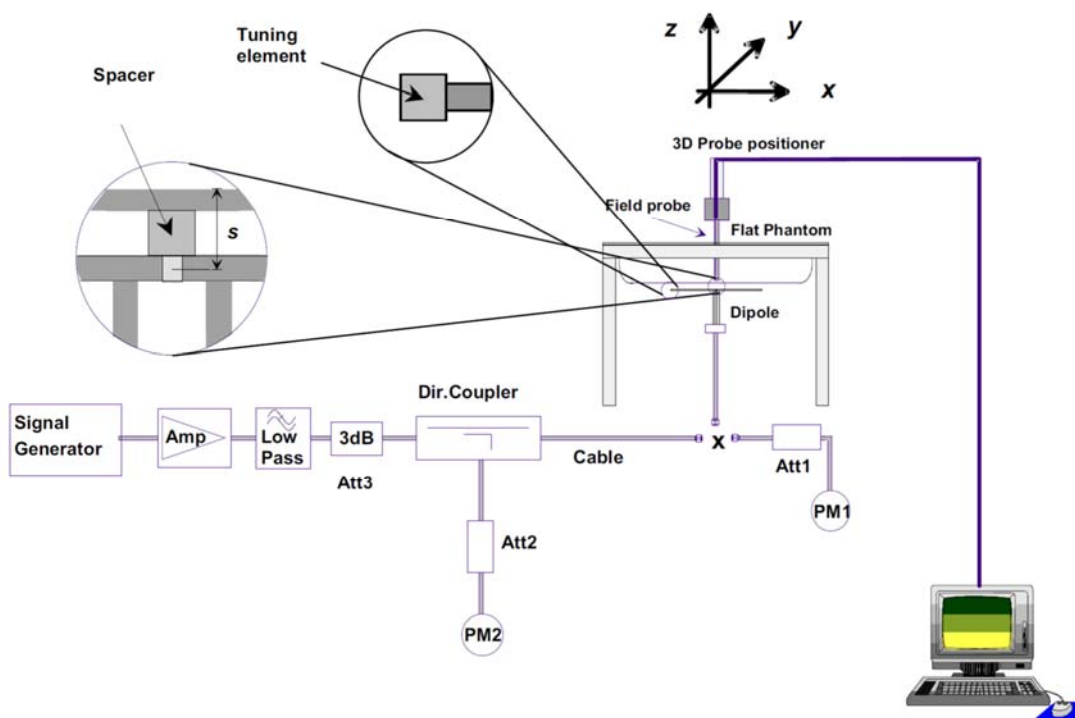 Tuning
element
Spacer
z
y
x
3D Probe positioner
Field probe
Flat Phantom
s
Dipole
Dir.Coupler
Signal
Generator
Amp
Low
Pass
3dB
Att3
Cable
x
Att1
PM1
Att2
PM2